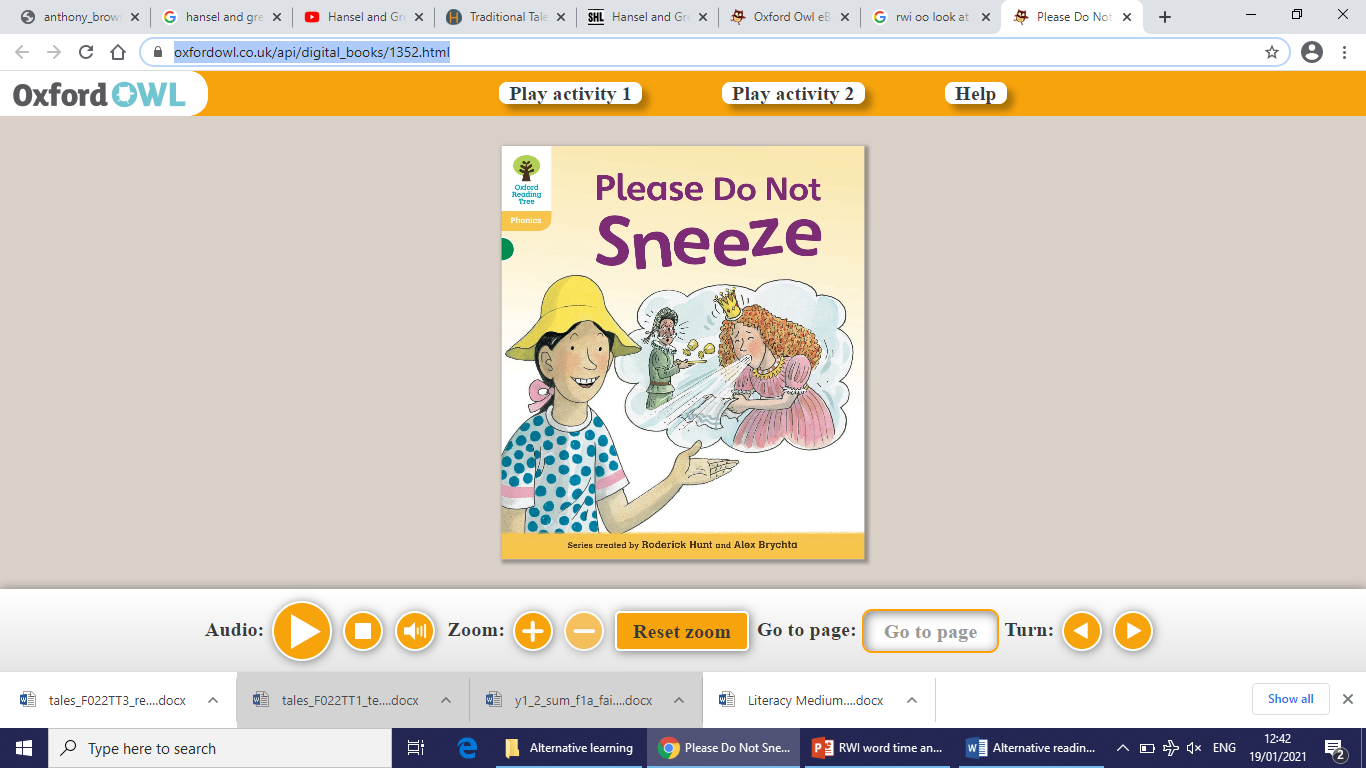 anthony_brow
hansel and gre
Hansel and Gr
Traditional Tale
SHL
Hansel and Gr
Oxford Owl eB
rwi oo look at
Please Do Not
oxfordowl.co.uk/api/digital_books/1352.html
Oxford OWL
Play activity 1
Play activity 2
Help
Oxford
Reading
Tree
Phonics
Please Do Not
Sneeze
Series created by Roderick Hunt and Alex Brychta
Audio:
Zoom:
Reset zoom
Go to page:
Go to page
Turn:
tales_F022TT3_re....docx
tales_F022TT1_te....docx
y1_2_sum_f1a_fai....docx
Literacy Medium....docx
Show all
Type here to search
Alternative learning
Please Do Not Sne...
RWI word time an...
Alternative readin...
ENG
12:42
19/01/2021
2